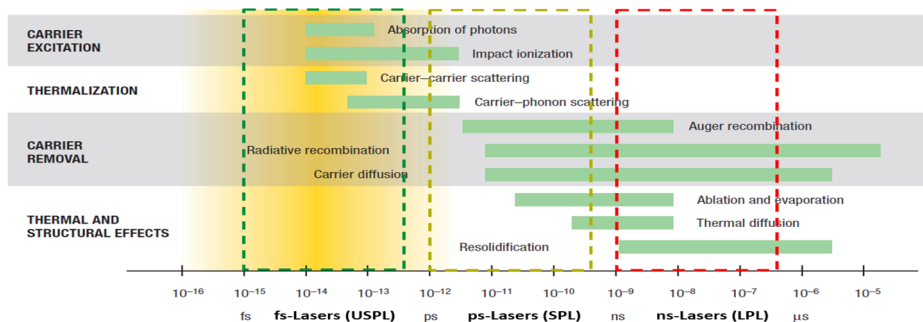 CARRIER
EXCITATION
Absorption of photons
Impact ionization
THERMALIZATION
Carrier–carrier scattering
Carrier–phonon scattering
CARRIER
REMOVAL
Auger recombination
Radiative recombination
Carrier diffusion
THERMAL AND
STRUCTURAL EFFECTS
Ablation and evaporation
Thermal diffusion
Resolidification
10⁻¹⁶ 10⁻¹⁵ 10⁻¹⁴ 10⁻¹³ 10⁻¹² 10⁻¹¹ 10⁻¹⁰ 10⁻⁹ 10⁻⁸ 10⁻⁷ 10⁻⁶ 10⁻⁵
fs fs-Lasers (USPL) ps ps-Lasers (SPL) ns ns-Lasers (LPL) μs